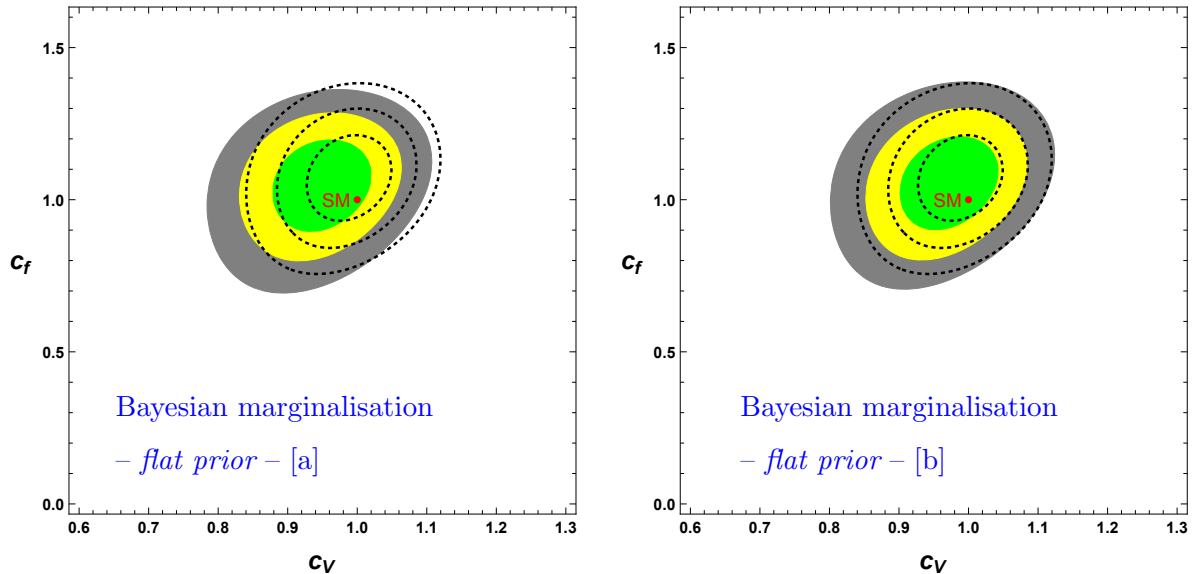 1.5
1.0
0.5
0.0
c_f
SM
Bayesian marginalisation
– flat prior – [a]
0.6 0.7 0.8 0.9 1.0 1.1 1.2 1.3
c_V
1.5
1.0
0.5
0.0
c_f
SM
Bayesian marginalisation
– flat prior – [b]
0.6 0.7 0.8 0.9 1.0 1.1 1.2 1.3
c_V